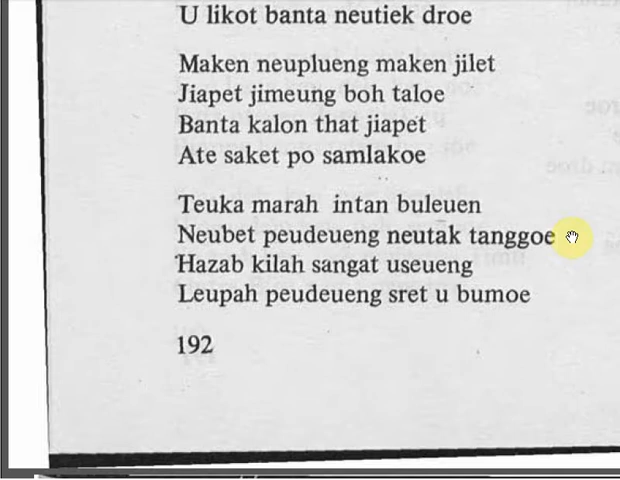 U likot banta neutiek droe
Maken neuplueng maken jilet
Jiapet jimeung boh taloe
Banta kalon that jiapet
Ate saket po samlakoe
Teuka marah intan buleuen
Neubet peudeueng neutak tanggoe
Hazab kilah sangat useueng
Leupah peudeueng sret u bumoe
192